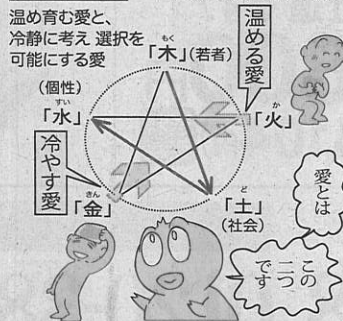 温め育む愛と、
冷静に考え 選択を
可能にする愛
温める愛
もく
「木」(若者)
(個性)
すい
「水」
か
「火」
冷やす愛
きん
「金」
ど
「土」
(社会)
愛とは
この
二つ
です